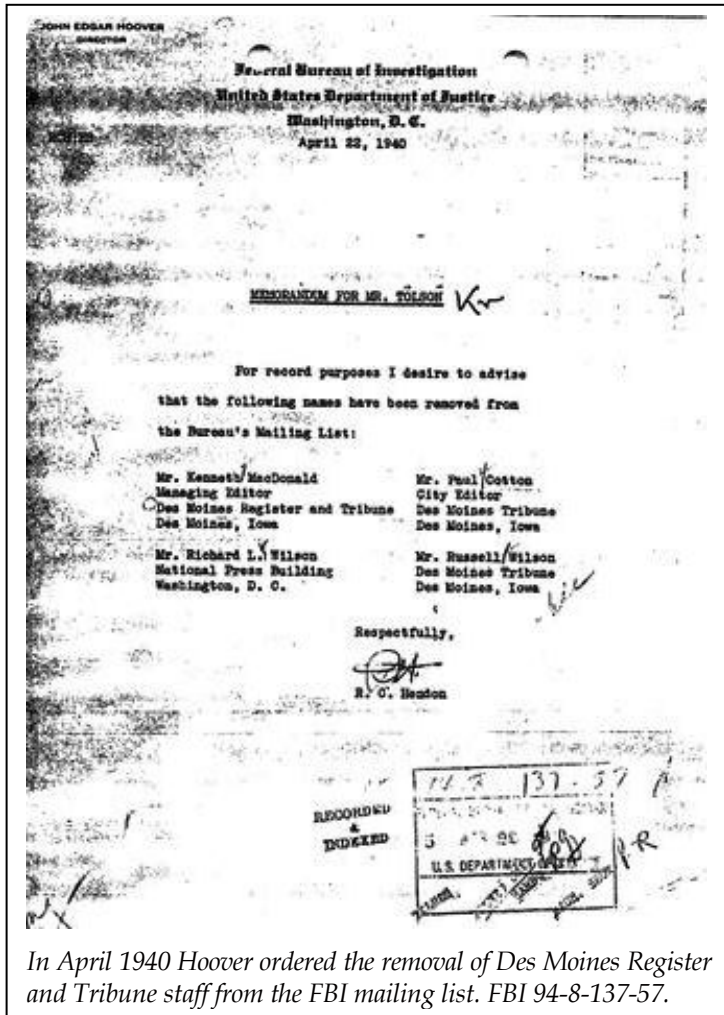 JOHN EDGAR HOOVER
DIRECTOR
Federal Bureau of Investigation
United States Department of Justice
Washington, D. C.
April 22, 1940
MEMORANDUM FOR MR. TOLSON
For record purposes I desire to advise
that the following names have been removed from
the Bureau's Mailing List:
Mr. Kenneth MacDonald
Managing Editor
Des Moines Register and Tribune
Des Moines, Iowa
Mr. Paul Cotton
City Editor
Des Moines Tribune
Des Moines, Iowa
Mr. Richard L. Wilson
National Press Building
Washington, D. C.
Mr. Russell Wilson
Des Moines Tribune
Des Moines, Iowa
Respectfully,
R. C. Hendon
RECORDED
&
INDEXED
137-57
U.S. DEPARTMENT OF
In April 1940 Hoover ordered the removal of Des Moines Register
and Tribune staff from the FBI mailing list. FBI 94-8-137-57.